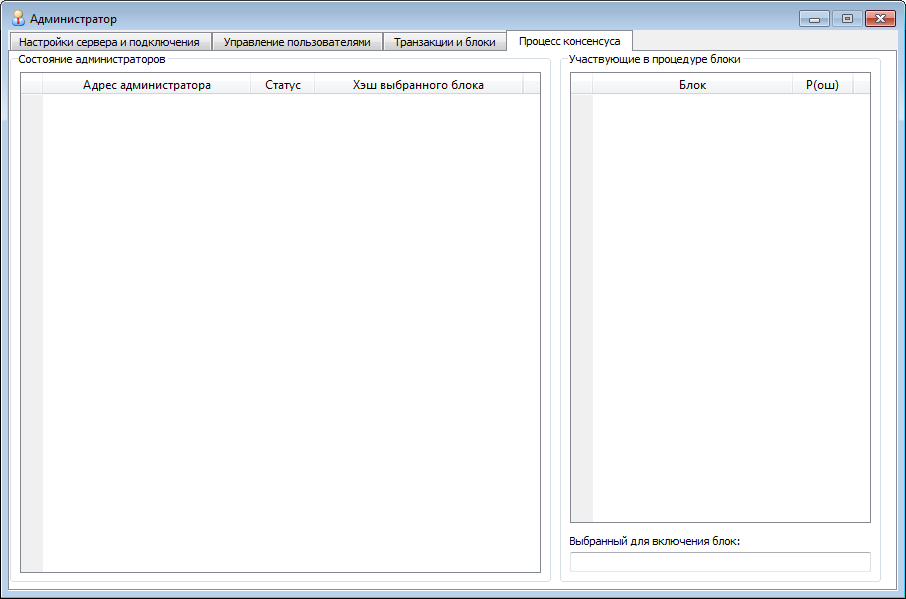 Администратор
Настройки сервера и подключения
Управление пользователями
Транзакции и блоки
Процесс консенсуса
Состояние администраторов
Адрес администратора
Статус
Хэш выбранного блока
Участвующие в процедуре блоки
Блок
P(ош)
Выбранный для включения блок: